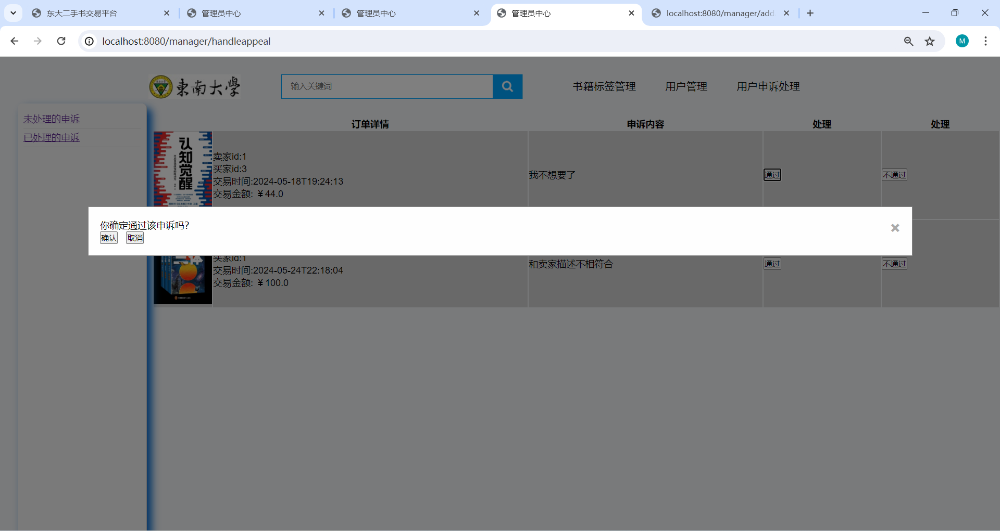 东大二手书交易平台
管理员中心
管理员中心
管理员中心
localhost:8080/manager/add
localhost:8080/manager/handleappeal
M
東南大學
输入关键词
书籍标签管理
用户管理
用户申诉处理
未处理的申诉
已处理的申诉
订单详情
申诉内容
处理
处理
认知觉醒
卖家id:1
买家id:3
交易时间:2024-05-18T19:24:13
交易金额: ￥44.0
我不想要了
通过
不通过
你确定通过该申诉吗?
确认
取消
买家id:1
交易时间:2024-05-24T22:18:04
交易金额: ￥100.0
和卖家描述不相符合
通过
不通过